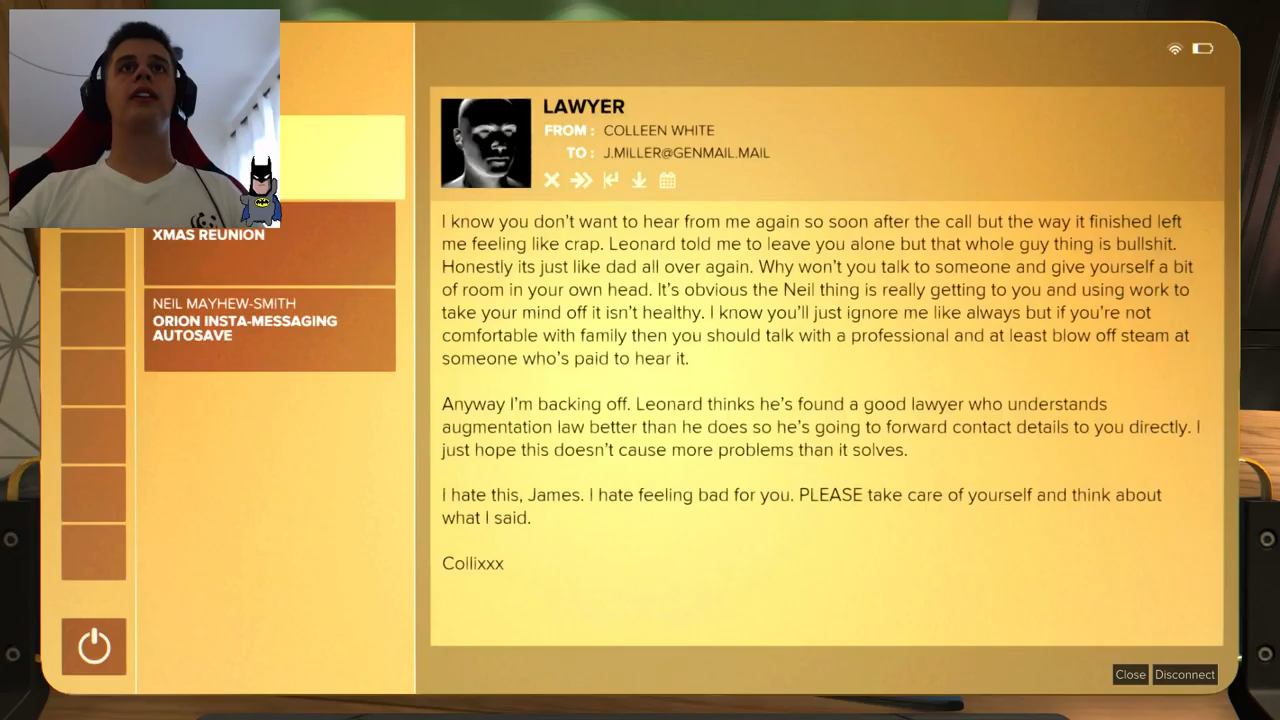 LAWYER
FROM : COLLEEN WHITE
TO : J.MILLER@GENMAIL.MAIL
XMAS REUNION
NEIL MAYHEW-SMITH
ORION INSTA-MESSAGING
AUTOSAVE
I know you don't want to hear from me again so soon after the call but the way it finished left
me feeling like crap. Leonard told me to leave you alone but that whole guy thing is bullshit.
Honestly its just like dad all over again. Why won't you talk to someone and give yourself a bit
of room in your own head. It's obvious the Neil thing is really getting to you and using work to
take your mind off it isn't healthy. I know you'll just ignore me like always but if you're not
comfortable with family then you should talk with a professional and at least blow off steam at
someone who's paid to hear it.
Anyway I'm backing off. Leonard thinks he's found a good lawyer who understands
augmentation law better than he does so he's going to forward contact details to you directly. I
just hope this doesn't cause more problems than it solves.
I hate this, James. I hate feeling bad for you. PLEASE take care of yourself and think about
what I said.
Collixxx
Close Disconnect